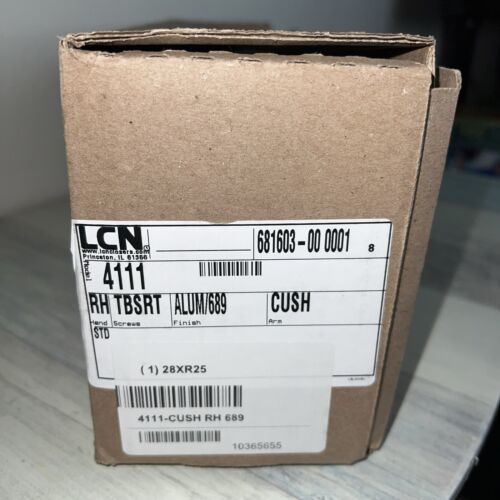 LCN
681603-00 0001 8
www.lcnclosers.com
Princeton, IL 61356
Model
4111
RH TBSRT ALUM/689 CUSH
Hand Screws Finish Arm
STD
( 1) 28XR25
4111-CUSH RH 689
10365655